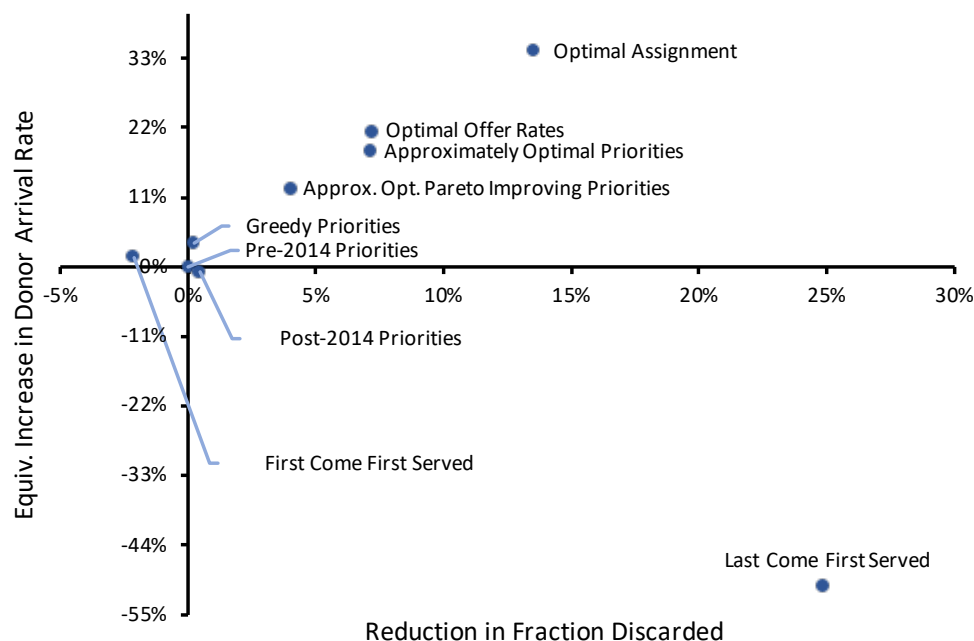 33%
Optimal Assignment
22%
Optimal Offer Rates
Approximately Optimal Priorities
11%
Approx. Opt. Pareto Improving Priorities
Greedy Priorities
Pre-2014 Priorities
0%
-5%
0%
5%
10%
15%
20%
25%
30%
-11%
Post-2014 Priorities
-22%
First Come First Served
-33%
-44%
Last Come First Served
-55%
Equiv. Increase in Donor Arrival Rate
Reduction in Fraction Discarded